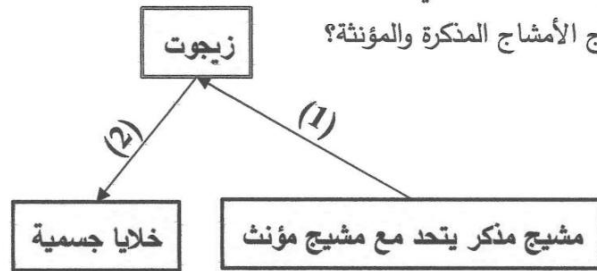 ج الأمشاج المذكرة والمؤنثة؟
زيجوت
(1)
(2)
مشيج مذكر يتحد مع مشيج مؤنث
خلايا جسمية